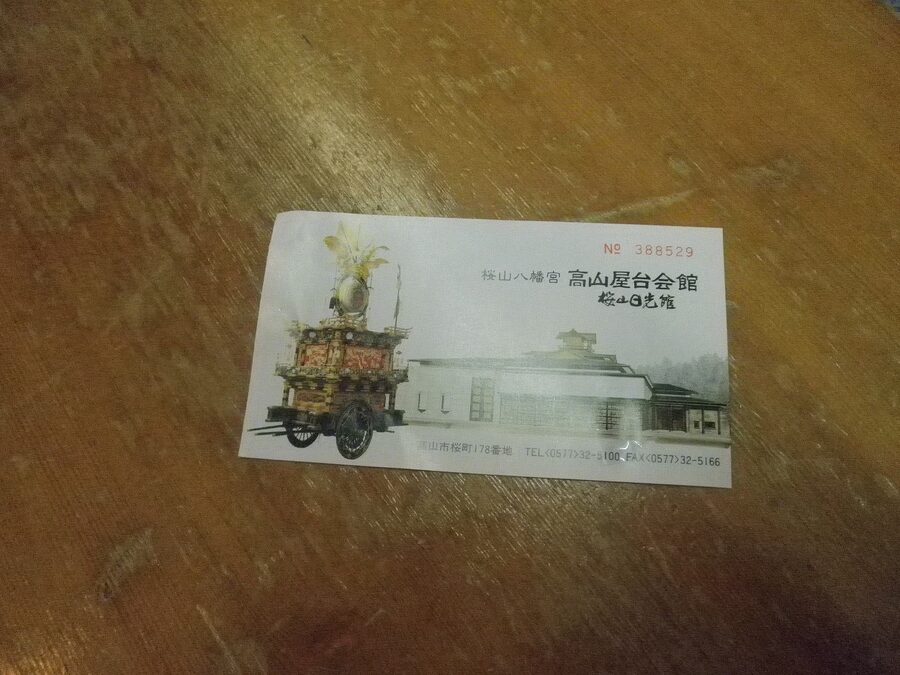 № 388529
桜山八幡宮 高山屋台会館
桜山日光館
高山市桜町178番地 TEL<0577>32-5100 FAX<0577>32-5166